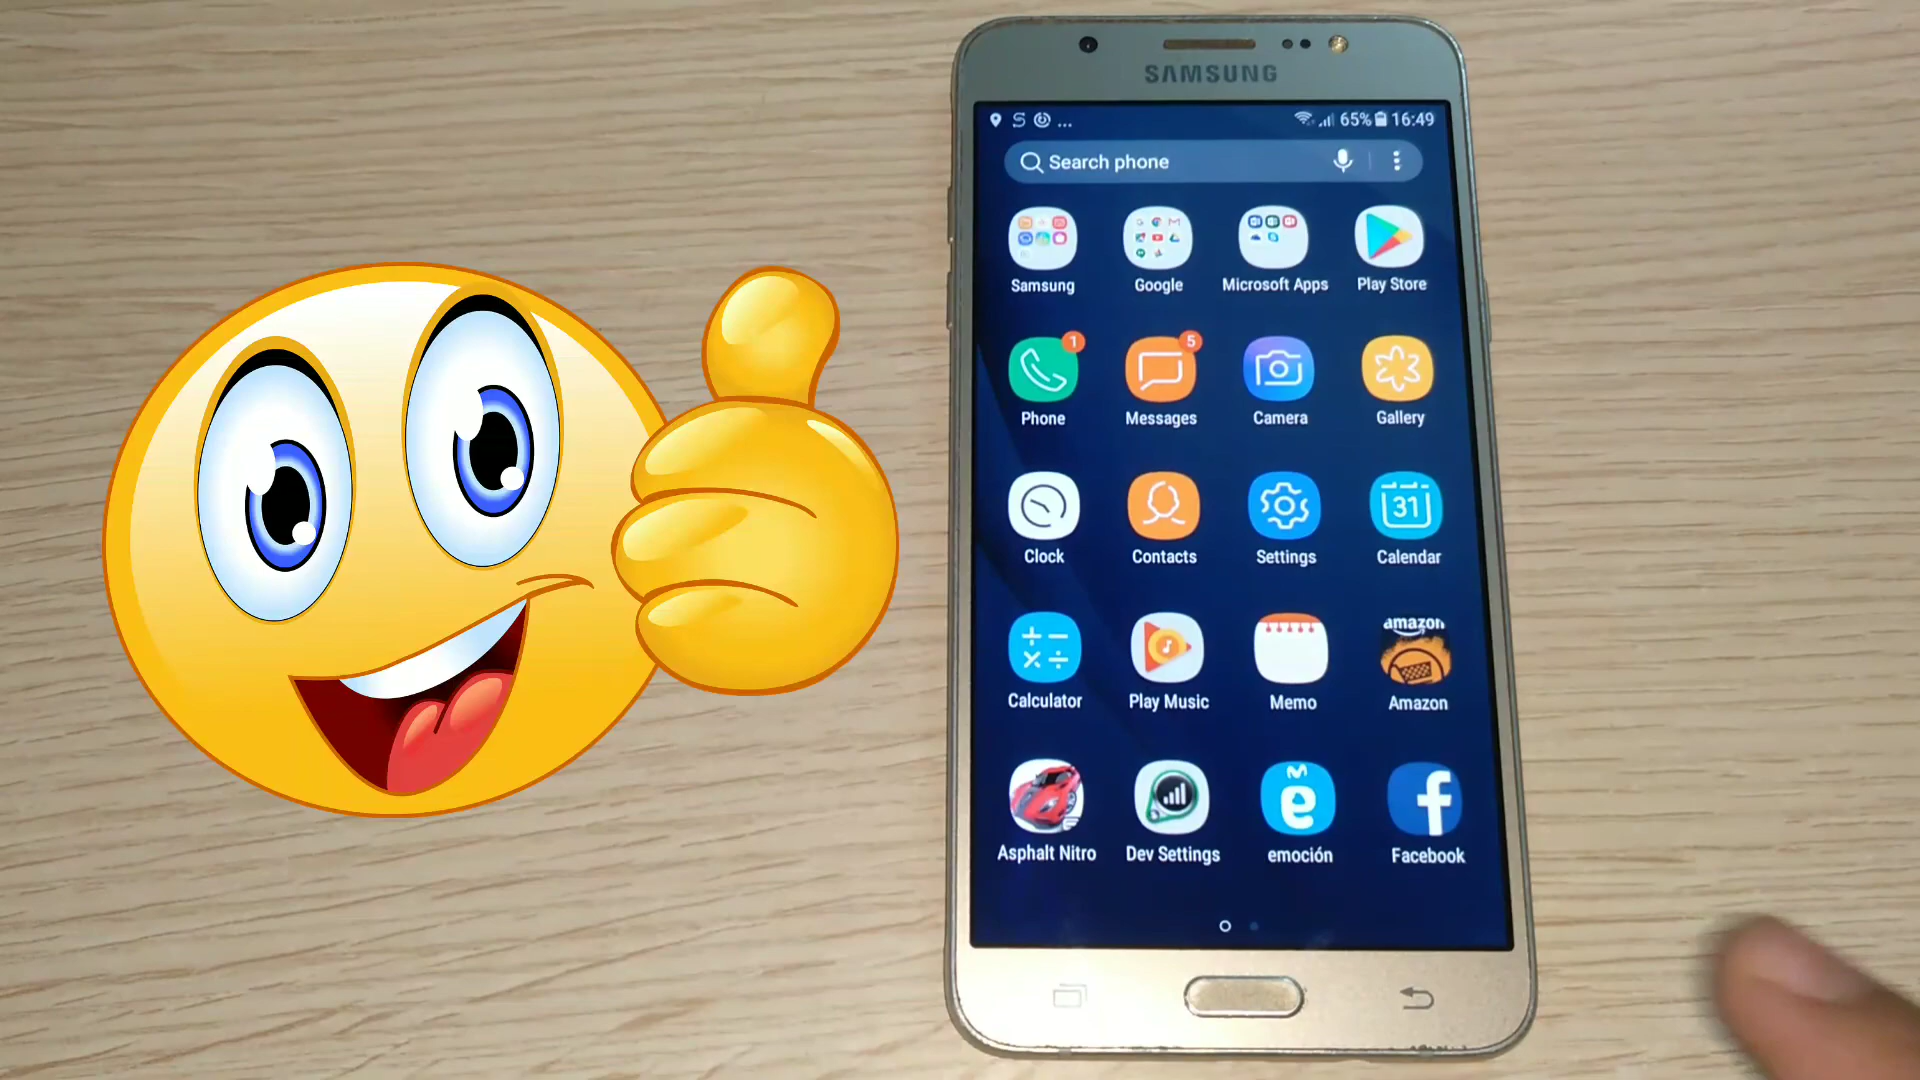 SAMSUNG
65% 16:49
Search phone
Samsung Google Microsoft Apps Play Store
1 5
Phone Messages Camera Gallery
31
Clock Contacts Settings Calendar
amazon
Calculator Play Music Memo Amazon
e f
Asphalt Nitro Dev Settings emoción Facebook